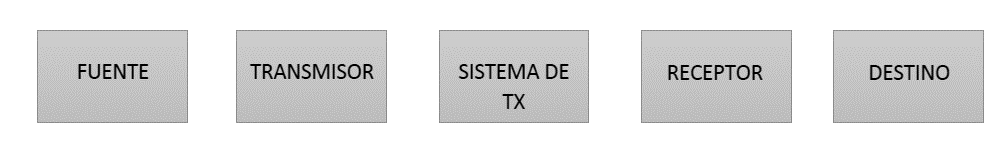 FUENTE
TRANSMISOR
SISTEMA DE
TX
RECEPTOR
DESTINO